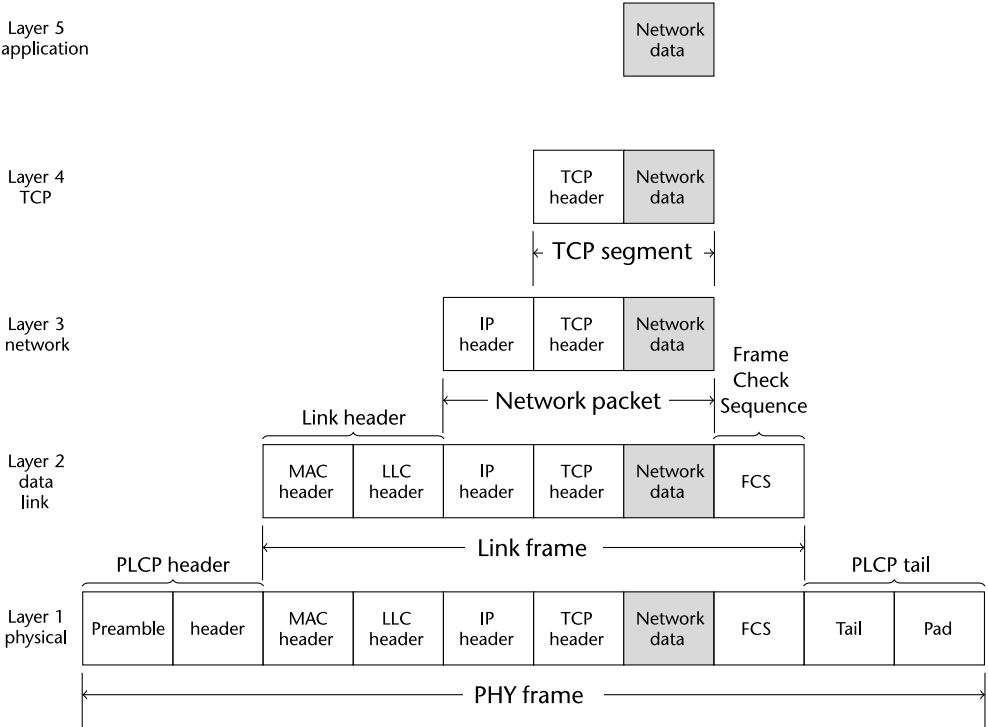 Layer 5
application
Network
data
Layer 4
TCP
TCP
header
Network
data
TCP segment
Layer 3
network
IP
header
TCP
header
Network
data
Frame
Check
Sequence
Network packet
Link header
Layer 2
data
link
MAC
header
LLC
header
IP
header
TCP
header
Network
data
FCS
Link frame
PLCP header
PLCP tail
Layer 1
physical
Preamble
header
MAC
header
LLC
header
IP
header
TCP
header
Network
data
FCS
Tail
Pad
PHY frame